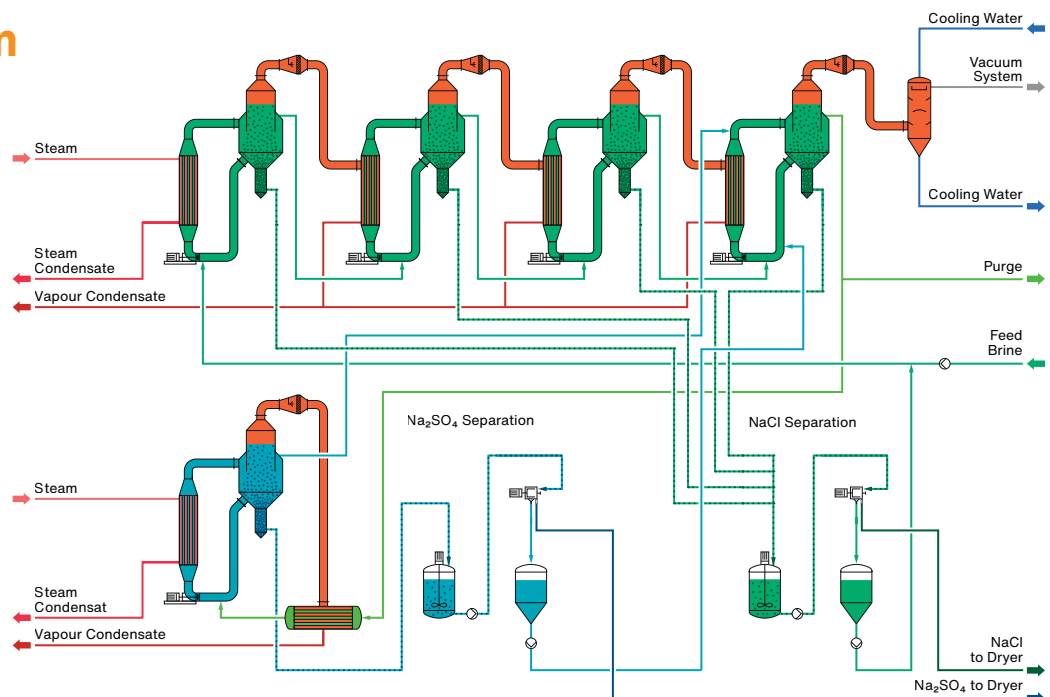 m
Cooling Water
Vacuum
System
Steam
Cooling Water
Steam
Condensate
Purge
Vapour Condensate
Feed
Brine
Na₂SO₄ Separation
NaCl Separation
Steam
Steam
Condensat
Vapour Condensate
NaCl
to Dryer
Na₂SO₄ to Dryer